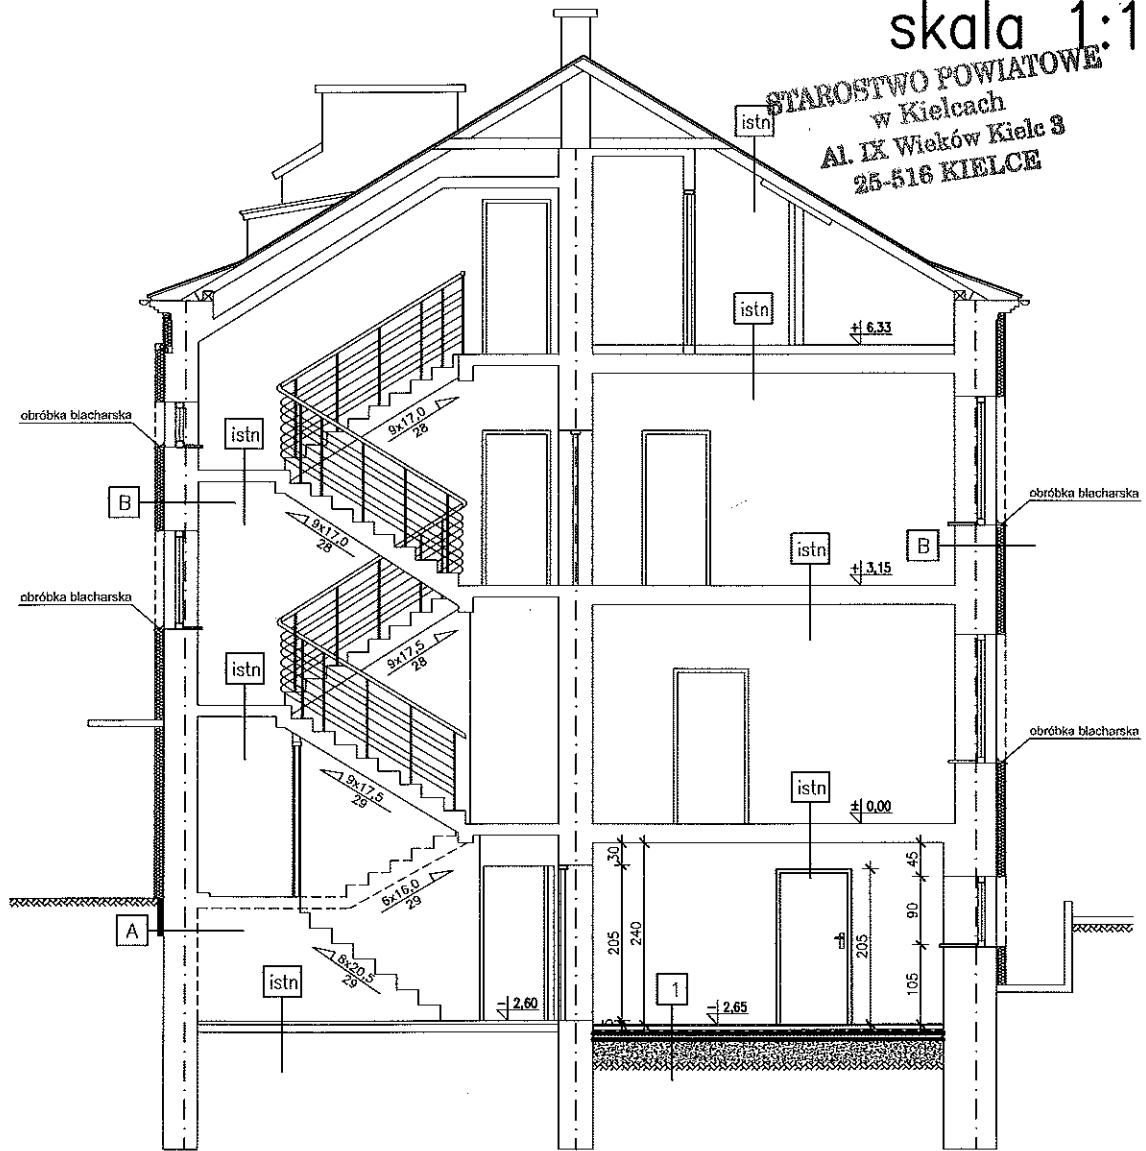 skala 1:1
STAROSTWO POWIATOWE
w Kielcach
Al. IX Wieków Kielc 3
25-516 KIELCE
istn
istn
± 6,33
9x17,0
28
obróbka blacharska
istn
B
obróbka blacharska
9x17,0
28
istn
B
± 3,15
obróbka blacharska
9x17,5
28
istn
obróbka blacharska
9x17,5
29
istn
± 0,00
30
45
6x16,0
29
90
A
205
240
205
8x20,5
29
105
istn
1
- 2,60
- 2,65
5